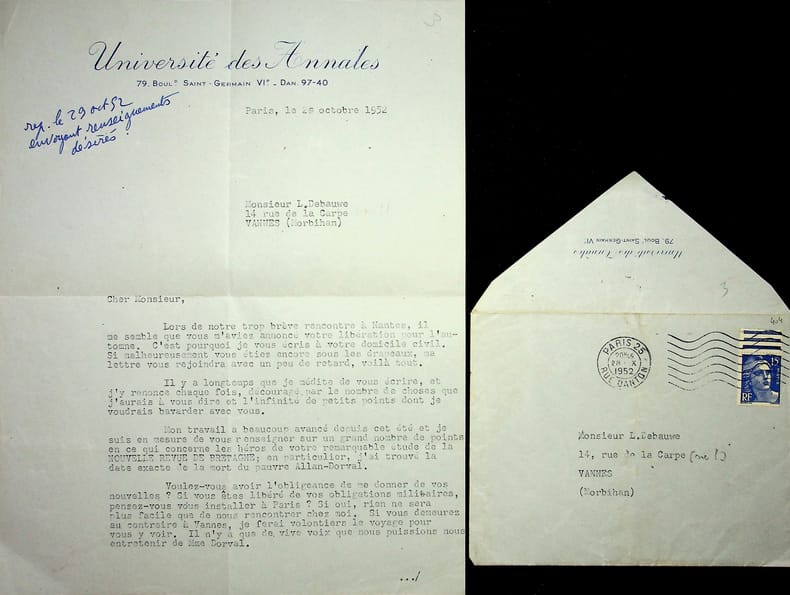 Université des Annales
79. Boulᵈ Saint-Germain VIᵉ - Dan. 97-40
rep. le 29 oct 52
envoyant renseignements
désirés.
Paris, le 28 octobre 1952
Monsieur L.Debauwe
14 rue de la Carpe
VANNES (Morbihan)
Cher Monsieur,
Lors de notre trop brève rencontre à Nantes, il
me semble que vous m'aviez annoncé votre libération pour l'au-
tomne. C'est pourquoi je vous écris à votre domicile civil.
Si malheureusement vous étiez encore sous les drapeaux, ma
lettre vous rejoindra avec un peu de retard, voilà tout.
Il y a longtemps que je médite de vous écrire, et
j'y renonce chaque fois, découragé par le nombre de choses que
j'aurais à vous dire et l'infinité de petits points dont je
voudrais bavarder avec vous.
Mon travail a beaucoup avancé depuis cet été et je
suis en mesure de vous renseigner sur un grand nombre de points
en ce qui concerne les héros de votre remarquable étude de la
NOUVELLE REVUE DE BRETAGNE; en particulier, j'ai trouvé la
date exacte de la mort du pauvre Allan-Dorval.
Voulez-vous avoir l'obligeance de me donner de vos
nouvelles ? Si vous êtes libéré de vos obligations militaires,
pensez-vous vous installer à Paris ? Si oui, rien ne sera
plus facile que de nous rencontrer chez moi. Si vous demeurez
au contraire à Vannes, je ferai volontiers le voyage pour
vous y voir. Il n'y a que de vive voix que nous puissions nous
entretenir de Mme Dorval.
.../
Université des Annales
79. Boulᵈ Saint-Germain VIᵉ
3
404
PARIS 25
28-X
1952
RUE DANTON
15
RF
Monsieur L.Debauwe
14, rue de la Carpe
VANNES
(Morbihan)